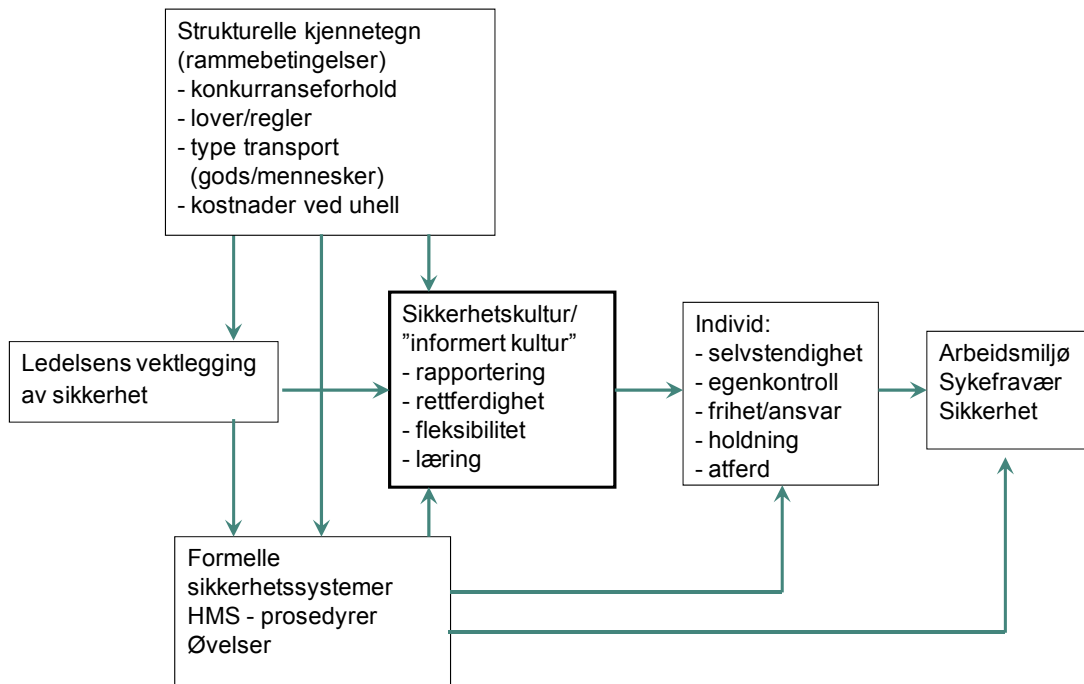 Strukturelle kjennetegn
(rammebetingelser)
- konkurranseforhold
- lover/regler
- type transport
(gods/mennesker)
- kostnader ved uhell
Ledelsens vektlegging
av sikkerhet
Sikkerhetskultur/
”informert kultur”
- rapportering
- rettferdighet
- fleksibilitet
- læring
Individ:
- selvstendighet
- egenkontroll
- frihet/ansvar
- holdning
- atferd
Arbeidsmiljø
Sykefravær
Sikkerhet
Formelle
sikkerhetssystemer
HMS - prosedyrer
Øvelser